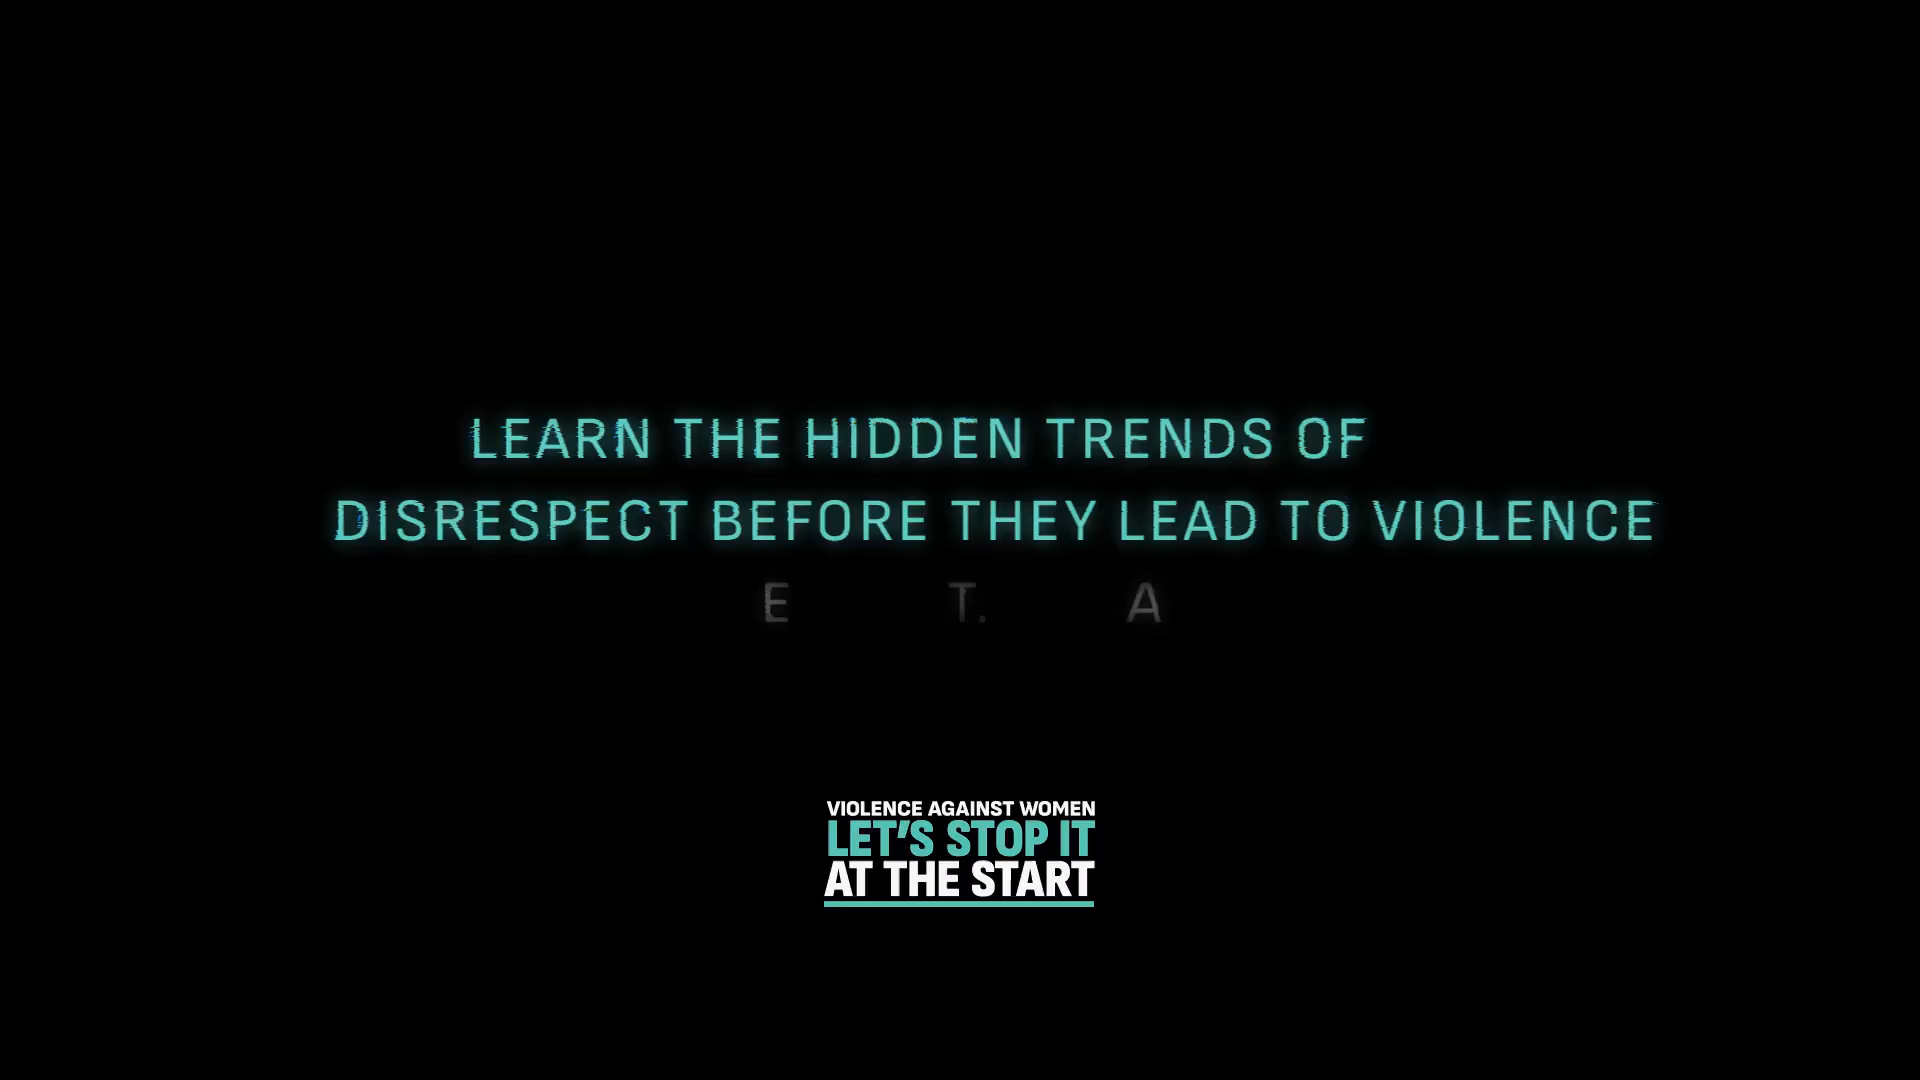 LEARN THE HIDDEN TRENDS OF
DISRESPECT BEFORE THEY LEAD TO VIOLENCE
E T. A
VIOLENCE AGAINST WOMEN
LET'S STOP IT
AT THE START